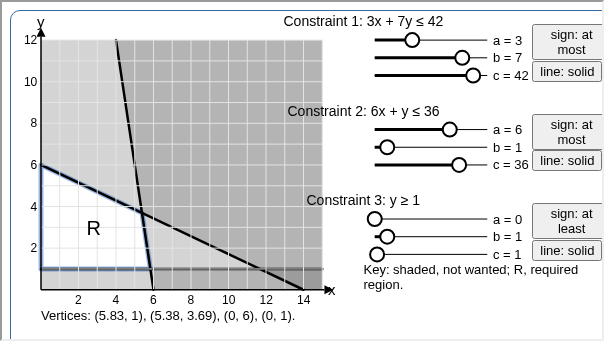 y
12
10
8
6
4
2
R
2 4 6 8 10 12 14
x
Vertices: (5.83, 1), (5.38, 3.69), (0, 6), (0, 1).
Constraint 1: 3x + 7y ≤ 42
a = 3
b = 7
c = 42
sign: at
most
line: solid
Constraint 2: 6x + y ≤ 36
a = 6
b = 1
c = 36
sign: at
most
line: solid
Constraint 3: y ≥ 1
a = 0
b = 1
c = 1
sign: at
least
line: solid
Key: shaded, not wanted; R, required
region.